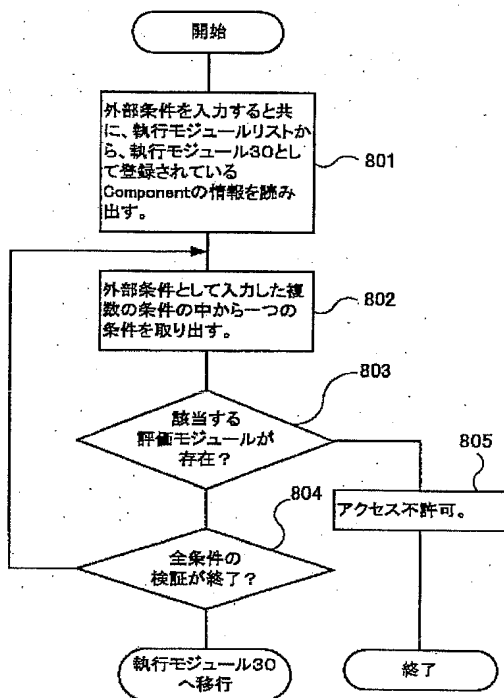 開始
外部条件を入力すると共
に、執行モジュールリストか
ら、執行モジュール30とし
て登録されている
Componentの情報を読み
出す。
801
外部条件として入力した複
数の条件の中から一つの
条件を取り出す。
802
803
該当する
評価モジュールが
存在?
804
805
アクセス不許可。
全条件の
検証が終了?
執行モジュール30
へ移行
終了